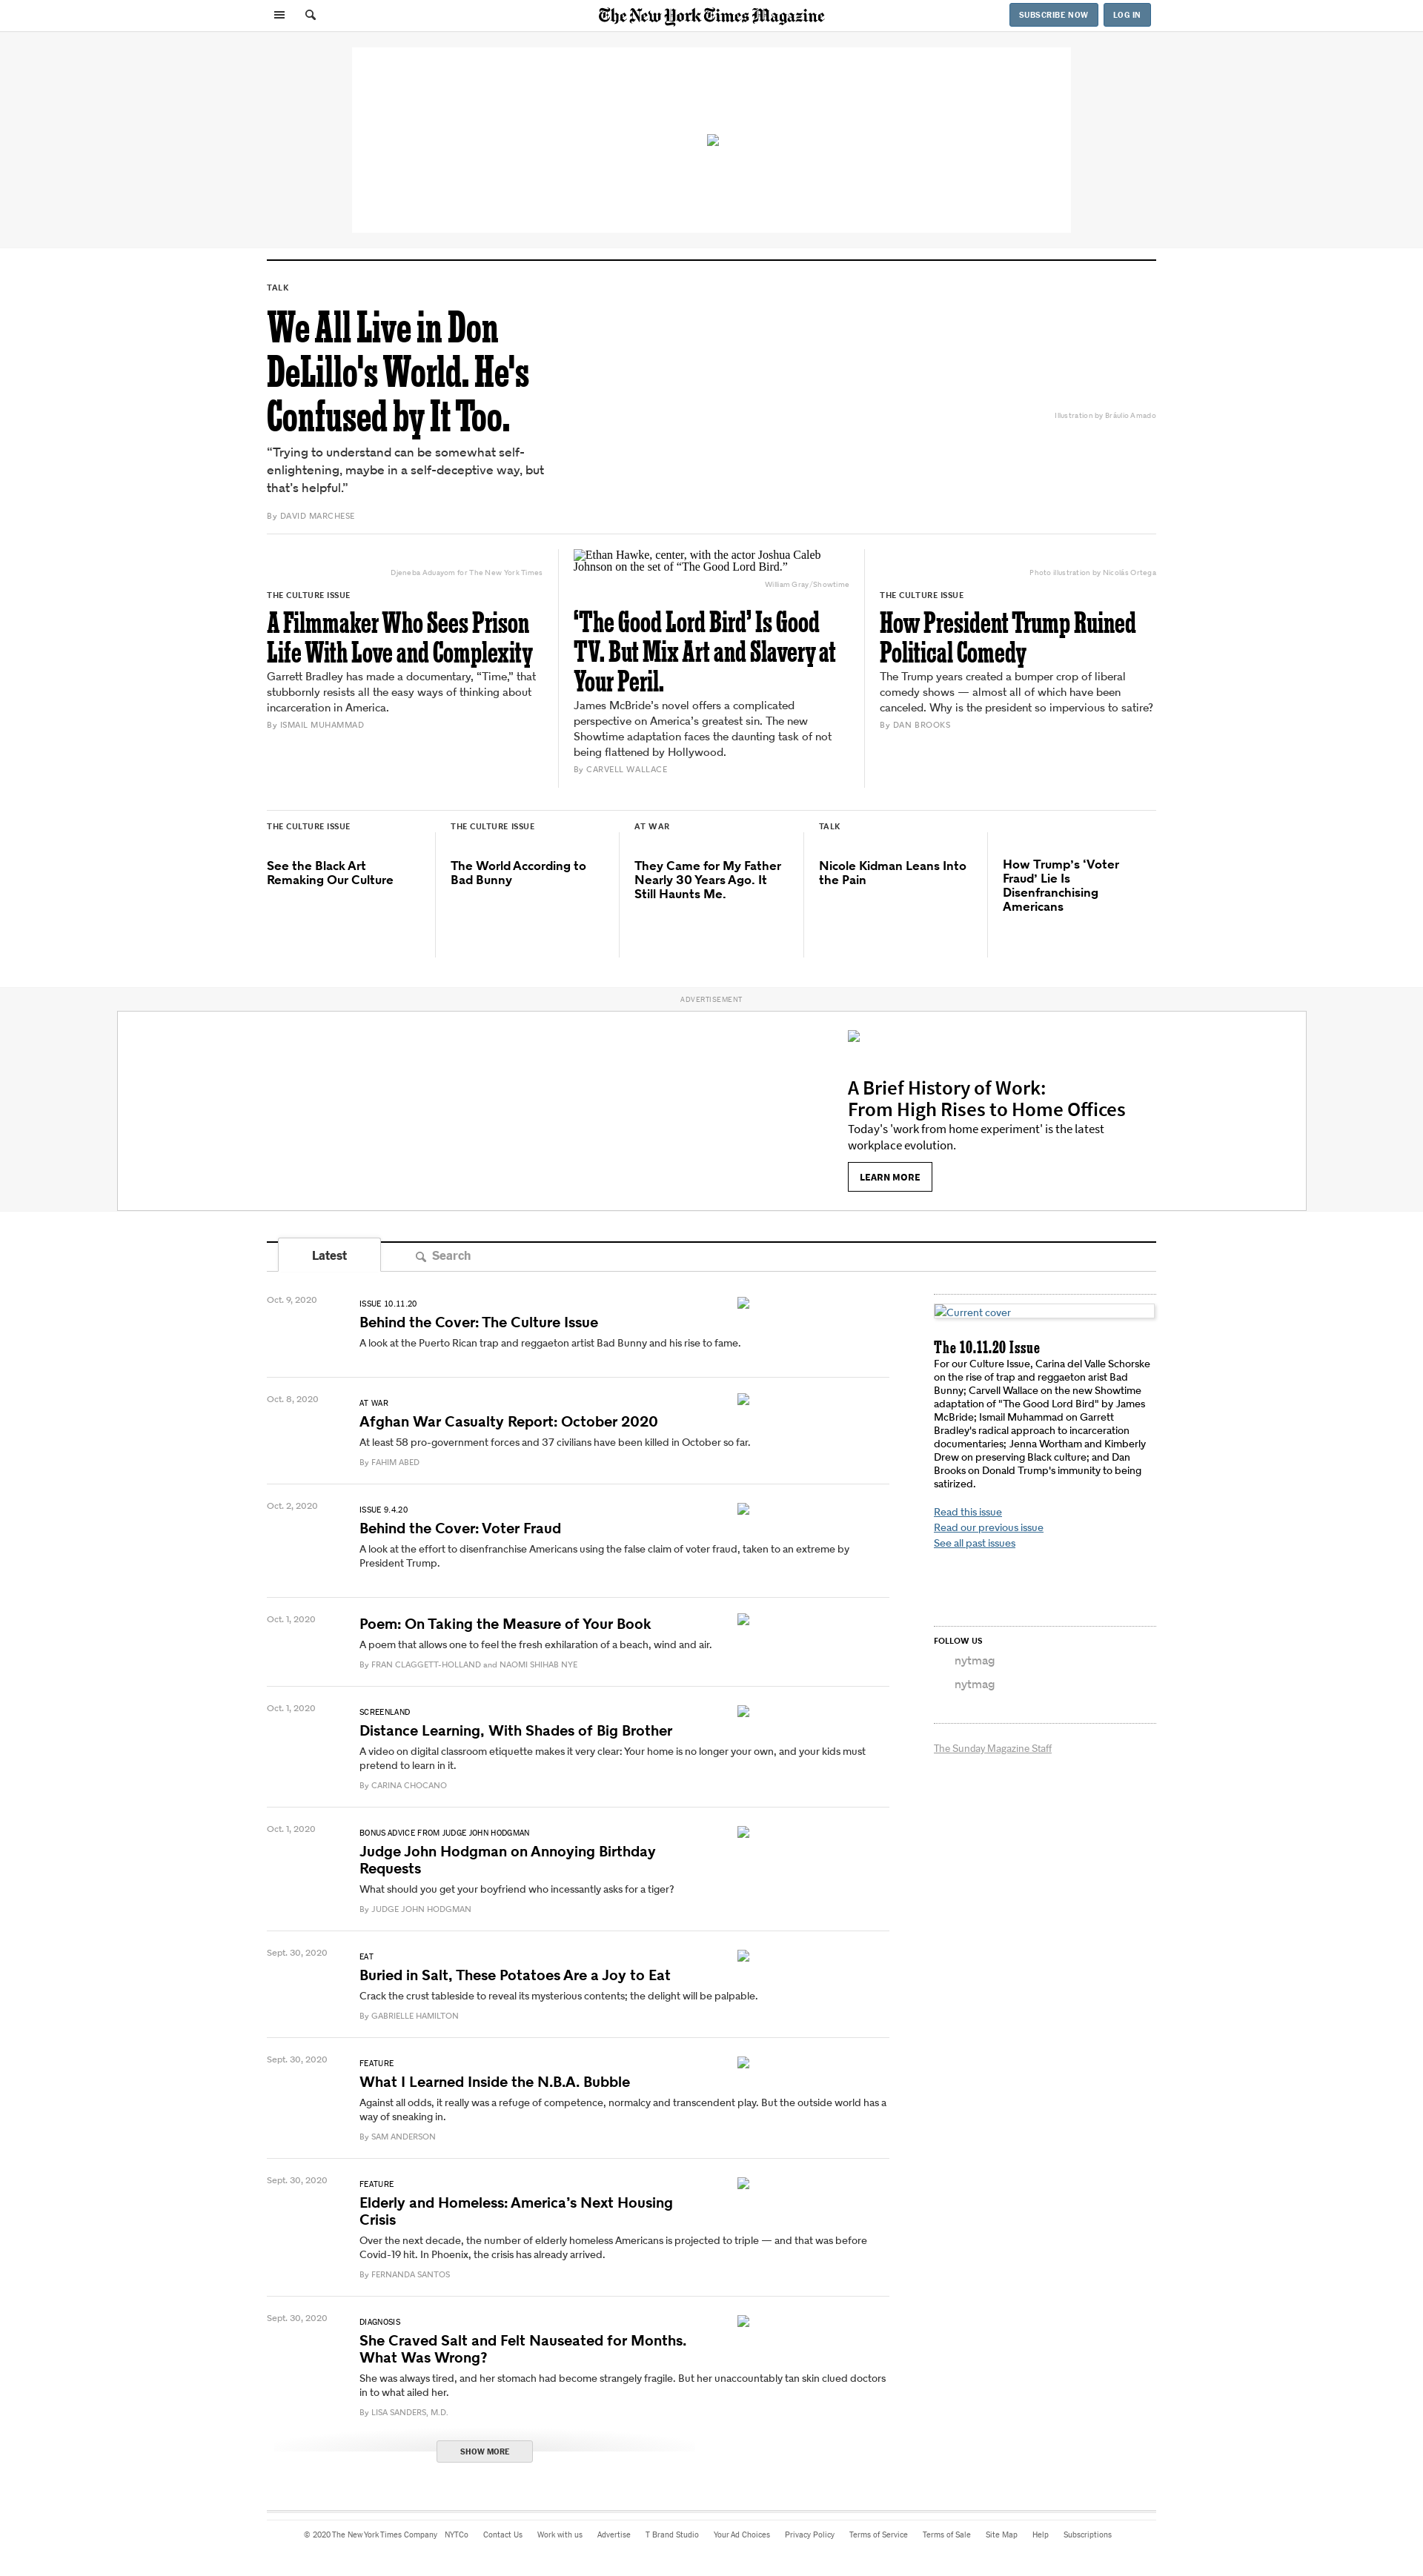 The New York Times Magazine
SUBSCRIBE NOW
LOG IN
TALK
We All Live in Don
DeLillo's World. He's
Confused by It Too.
“Trying to understand can be somewhat self-
enlightening, maybe in a self-deceptive way, but
that's helpful.”
By DAVID MARCHESE
Illustration by Bráulio Amado
Djeneba Aduayom for The New York Times
THE CULTURE ISSUE
A Filmmaker Who Sees Prison
Life With Love and Complexity
Garrett Bradley has made a documentary, “Time,” that
stubbornly resists all the easy ways of thinking about
incarceration in America.
By ISMAIL MUHAMMAD
Ethan Hawke, center, with the actor Joshua Caleb
Johnson on the set of “The Good Lord Bird.”
William Gray/Showtime
‘The Good Lord Bird’ Is Good
TV. But Mix Art and Slavery at
Your Peril.
James McBride’s novel offers a complicated
perspective on America’s greatest sin. The new
Showtime adaptation faces the daunting task of not
being flattened by Hollywood.
By CARVELL WALLACE
Photo illustration by Nicolás Ortega
THE CULTURE ISSUE
How President Trump Ruined
Political Comedy
The Trump years created a bumper crop of liberal
comedy shows — almost all of which have been
canceled. Why is the president so impervious to satire?
By DAN BROOKS
THE CULTURE ISSUE
See the Black Art
Remaking Our Culture
THE CULTURE ISSUE
The World According to
Bad Bunny
AT WAR
They Came for My Father
Nearly 30 Years Ago. It
Still Haunts Me.
TALK
Nicole Kidman Leans Into
the Pain
How Trump’s ‘Voter
Fraud’ Lie Is
Disenfranchising
Americans
ADVERTISEMENT
A Brief History of Work:
From High Rises to Home Offices
Today's 'work from home experiment' is the latest
workplace evolution.
LEARN MORE
Latest
Search
Oct. 9, 2020
ISSUE 10.11.20
Behind the Cover: The Culture Issue
A look at the Puerto Rican trap and reggaeton artist Bad Bunny and his rise to fame.
Oct. 8, 2020
AT WAR
Afghan War Casualty Report: October 2020
At least 58 pro-government forces and 37 civilians have been killed in October so far.
By FAHIM ABED
Oct. 2, 2020
ISSUE 9.4.20
Behind the Cover: Voter Fraud
A look at the effort to disenfranchise Americans using the false claim of voter fraud, taken to an extreme by
President Trump.
Oct. 1, 2020
Poem: On Taking the Measure of Your Book
A poem that allows one to feel the fresh exhilaration of a beach, wind and air.
By FRAN CLAGGETT-HOLLAND and NAOMI SHIHAB NYE
Oct. 1, 2020
SCREENLAND
Distance Learning, With Shades of Big Brother
A video on digital classroom etiquette makes it very clear: Your home is no longer your own, and your kids must
pretend to learn in it.
By CARINA CHOCANO
Oct. 1, 2020
BONUS ADVICE FROM JUDGE JOHN HODGMAN
Judge John Hodgman on Annoying Birthday
Requests
What should you get your boyfriend who incessantly asks for a tiger?
By JUDGE JOHN HODGMAN
Sept. 30, 2020
EAT
Buried in Salt, These Potatoes Are a Joy to Eat
Crack the crust tableside to reveal its mysterious contents; the delight will be palpable.
By GABRIELLE HAMILTON
Sept. 30, 2020
FEATURE
What I Learned Inside the N.B.A. Bubble
Against all odds, it really was a refuge of competence, normalcy and transcendent play. But the outside world has a
way of sneaking in.
By SAM ANDERSON
Sept. 30, 2020
FEATURE
Elderly and Homeless: America’s Next Housing
Crisis
Over the next decade, the number of elderly homeless Americans is projected to triple — and that was before
Covid-19 hit. In Phoenix, the crisis has already arrived.
By FERNANDA SANTOS
Sept. 30, 2020
DIAGNOSIS
She Craved Salt and Felt Nauseated for Months.
What Was Wrong?
She was always tired, and her stomach had become strangely fragile. But her unaccountably tan skin clued doctors
in to what ailed her.
By LISA SANDERS, M.D.
SHOW MORE
Current cover
The 10.11.20 Issue
For our Culture Issue, Carina del Valle Schorske
on the rise of trap and reggaeton arist Bad
Bunny; Carvell Wallace on the new Showtime
adaptation of "The Good Lord Bird" by James
McBride; Ismail Muhammad on Garrett
Bradley's radical approach to incarceration
documentaries; Jenna Wortham and Kimberly
Drew on preserving Black culture; and Dan
Brooks on Donald Trump's immunity to being
satirized.
Read this issue
Read our previous issue
See all past issues
FOLLOW US
nytmag
nytmag
The Sunday Magazine Staff
© 2020 The New York Times Company NYTCo Contact Us Work with us Advertise T Brand Studio Your Ad Choices Privacy Policy Terms of Service Terms of Sale Site Map Help Subscriptions